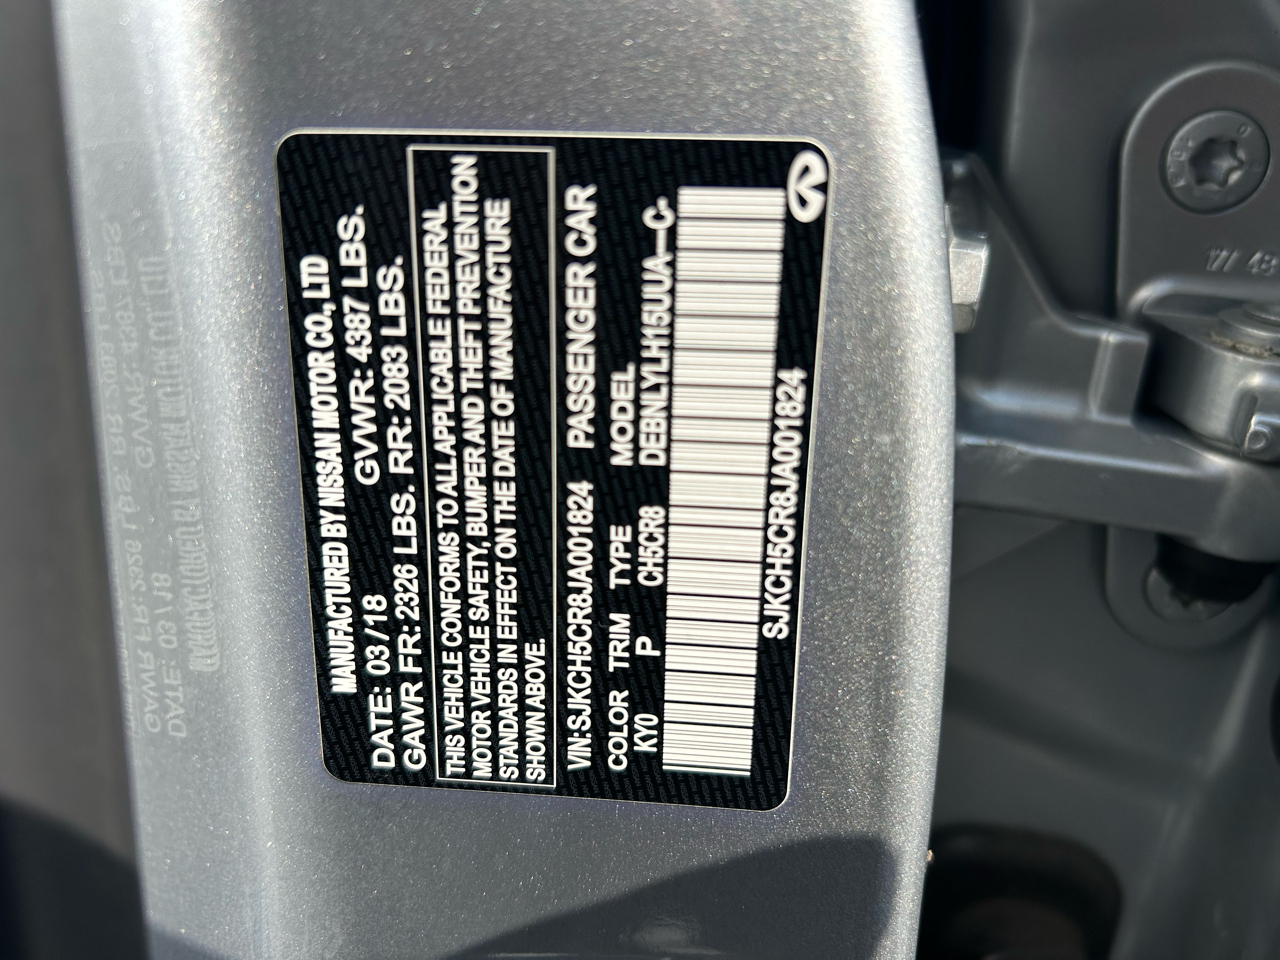 MANUFACTURED BY NISSAN MOTOR CO., LTD
DATE: 03/18 GVWR: 4387 LBS.
GAWR FR: 2326 LBS. RR: 2083 LBS.
THIS VEHICLE CONFORMS TO ALL APPLICABLE FEDERAL
MOTOR VEHICLE SAFETY, BUMPER AND THEFT PREVENTION
STANDARDS IN EFFECT ON THE DATE OF MANUFACTURE
SHOWN ABOVE.
VIN: SJKCH5CR8JA001824 PASSENGER CAR
COLOR TRIM TYPE MODEL
KY0 P CH5CR8 DEBNLYLH15UUA—C-
SJKCH5CR8JA001824